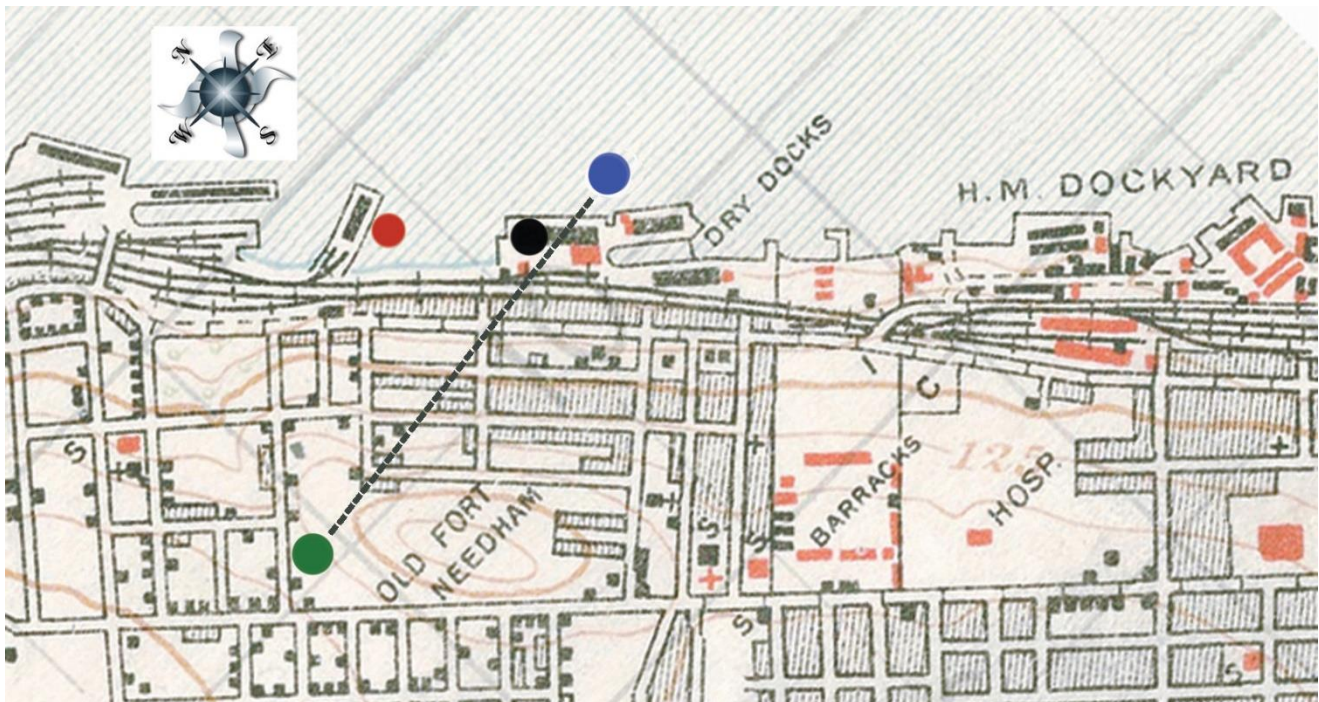 N
E
W
S
DRY DOCKS
H.M. DOCKYARD
I
C
S
125
HOSP.
BARRACKS
OLD FORT
NEEDHAM
S
S
S
S